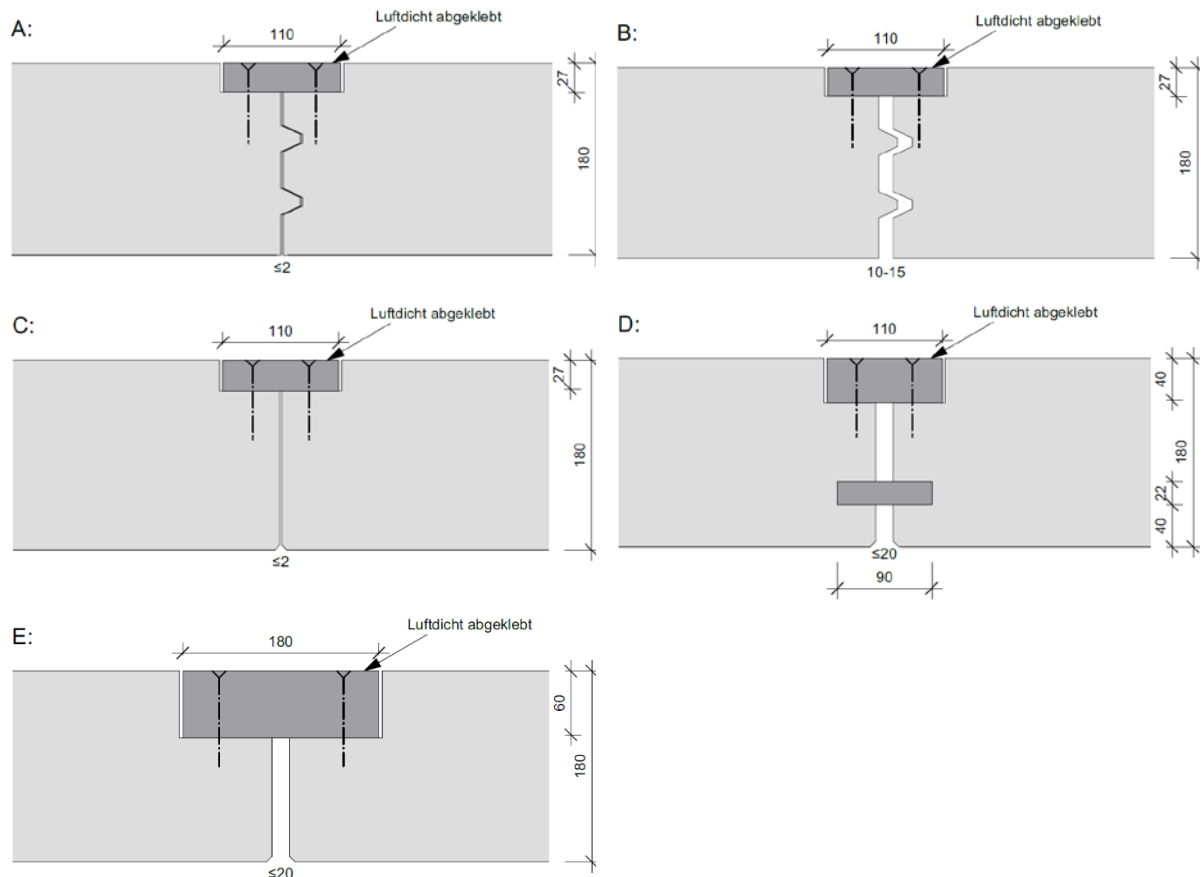 A:
Luftdicht abgeklebt
110
27
180
≤2
B:
Luftdicht abgeklebt
110
27
180
10-15
C:
Luftdicht abgeklebt
110
27
180
≤2
D:
Luftdicht abgeklebt
110
40
180
22
40
≤20
90
E:
Luftdicht abgeklebt
180
60
180
≤20